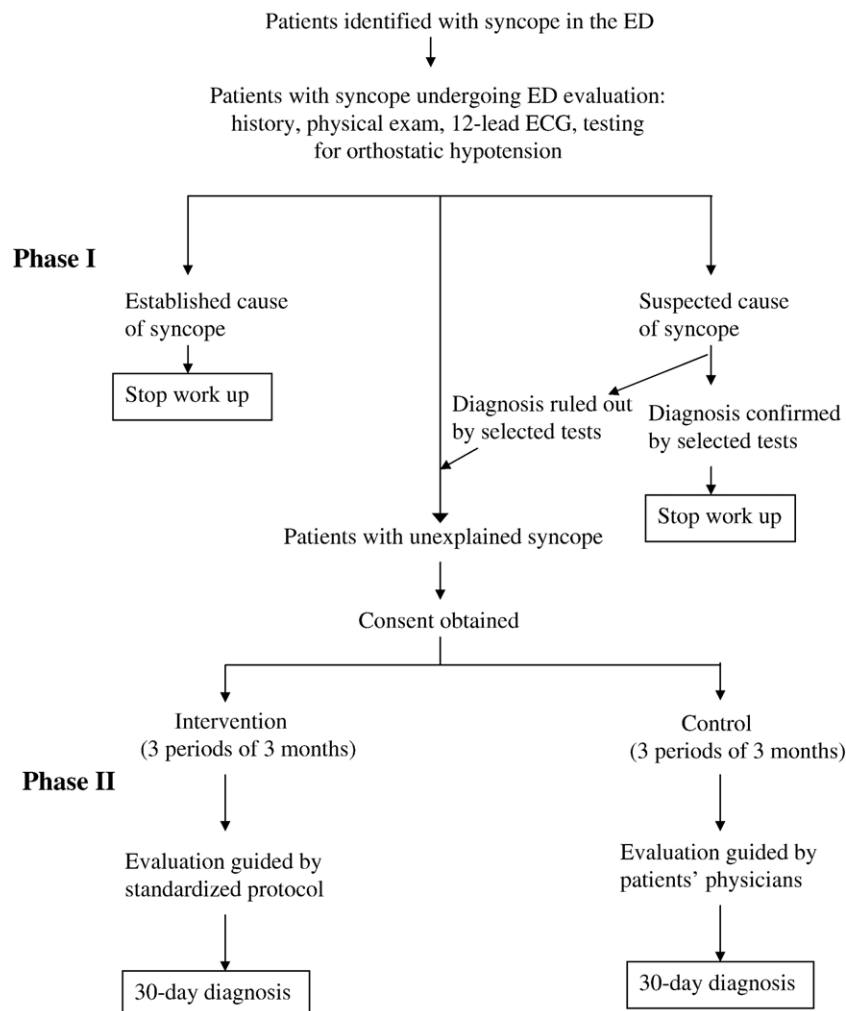 Patients identified with syncope in the ED
Patients with syncope undergoing ED evaluation:
history, physical exam, 12-lead ECG, testing
for orthostatic hypotension
Phase I
Established cause
of syncope
Stop work up
Suspected cause
of syncope
Diagnosis ruled out
by selected tests
Diagnosis confirmed
by selected tests
Stop work up
Patients with unexplained syncope
Consent obtained
Phase II
Intervention
(3 periods of 3 months)
Evaluation guided by
standardized protocol
30-day diagnosis
Control
(3 periods of 3 months)
Evaluation guided by
patients’ physicians
30-day diagnosis